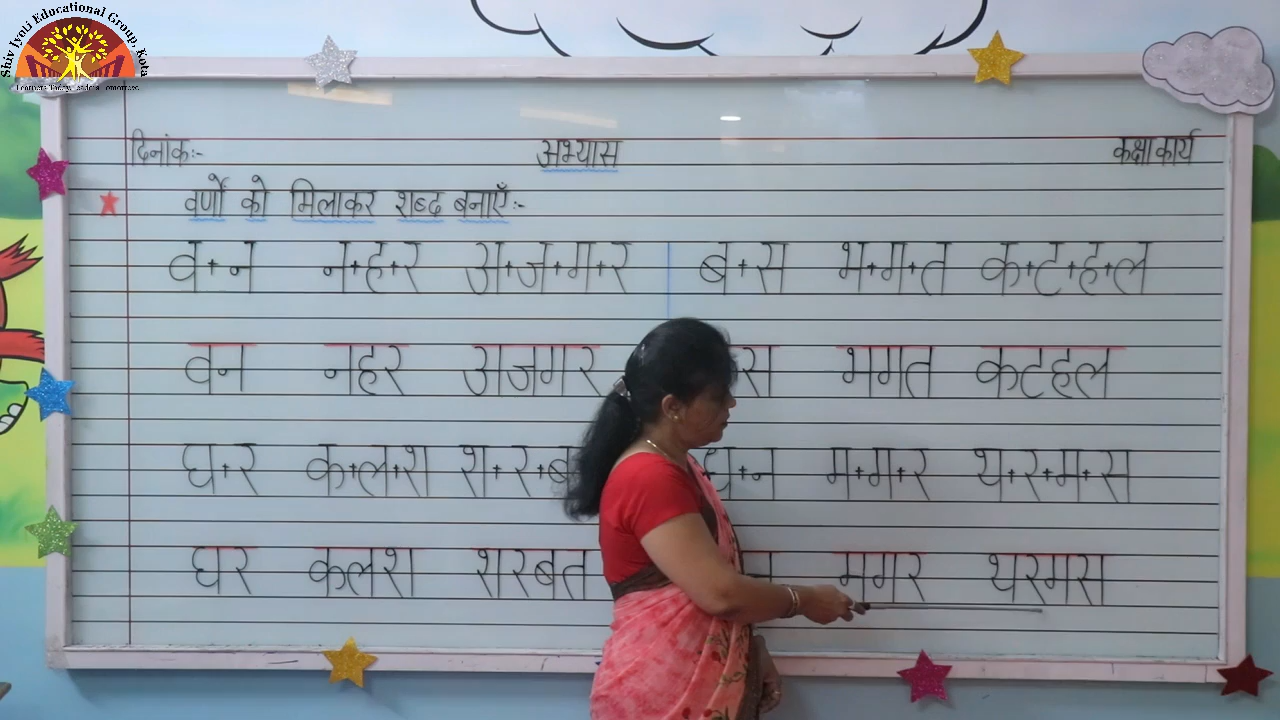 Shiv Jyoti Educational Group, Kota
दिनांक:- अभ्यास कक्षाकार्य
वर्णों को मिलाकर शब्द बनाएँ:-
व+न न+ह+र अ+ज+ग+र ब+स भ+ग+त क+ट+ह+ल
वन नहर अजगर स भगत कटहल
घ+र क+ल+श श+र+ब ध+न म+ग+र थ+र+म+स
घर कलश शरबत न मगर थरमस